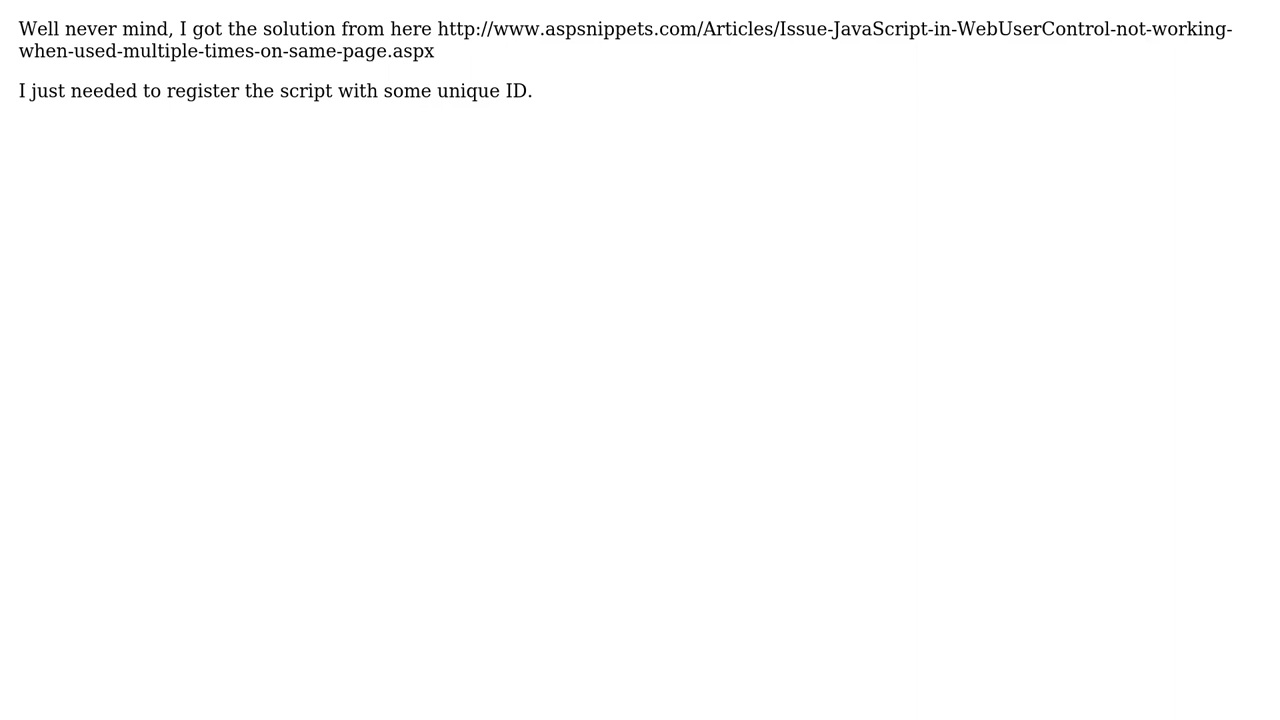 Well never mind, I got the solution from here http://www.aspsnippets.com/Articles/Issue-JavaScript-in-WebUserControl-not-working-
when-used-multiple-times-on-same-page.aspx
I just needed to register the script with some unique ID.